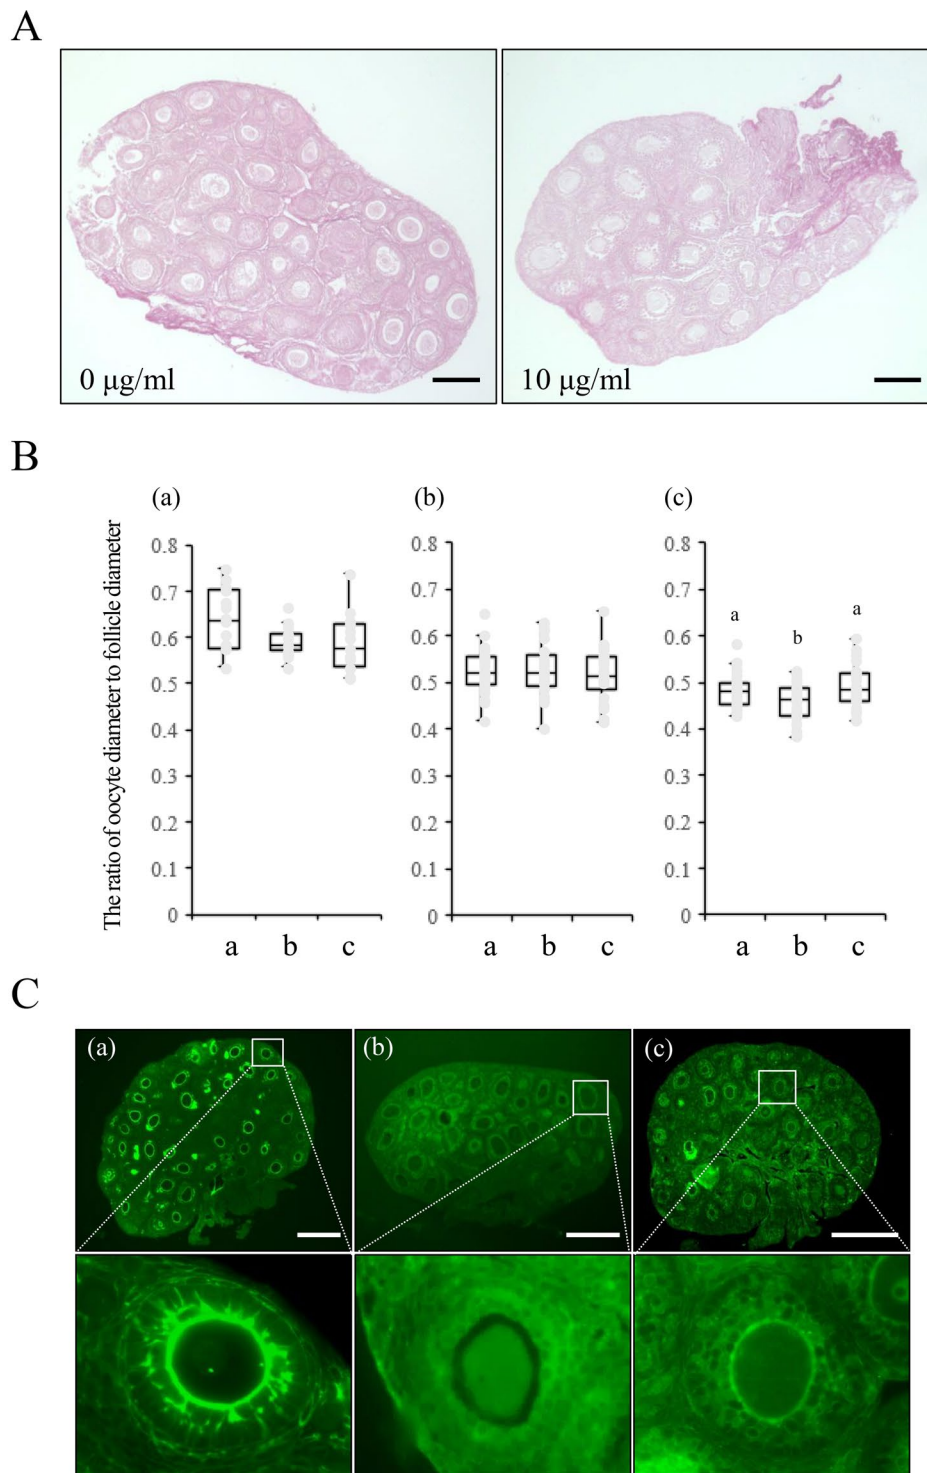 A
0 μg/ml
10 μg/ml
B
(a)
(b)
(c)
The ratio of oocyte diameter to follicle diameter
0.8
0.7
0.6
0.5
0.4
0.3
0.2
0.1
0
a
b
c
0.8
0.7
0.6
0.5
0.4
0.3
0.2
0.1
0
a
b
c
0.8
0.7
0.6
0.5
0.4
0.3
0.2
0.1
0
a
b
a
a
b
c
C
(a)
(b)
(c)